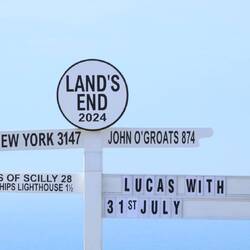 LAND'S
END
2024
NEW YORK 3147
JOHN O'GROATS 874
OF SCILLY 28
LIGHTHOUSE 1½
LUCAS WITH
31ST JULY